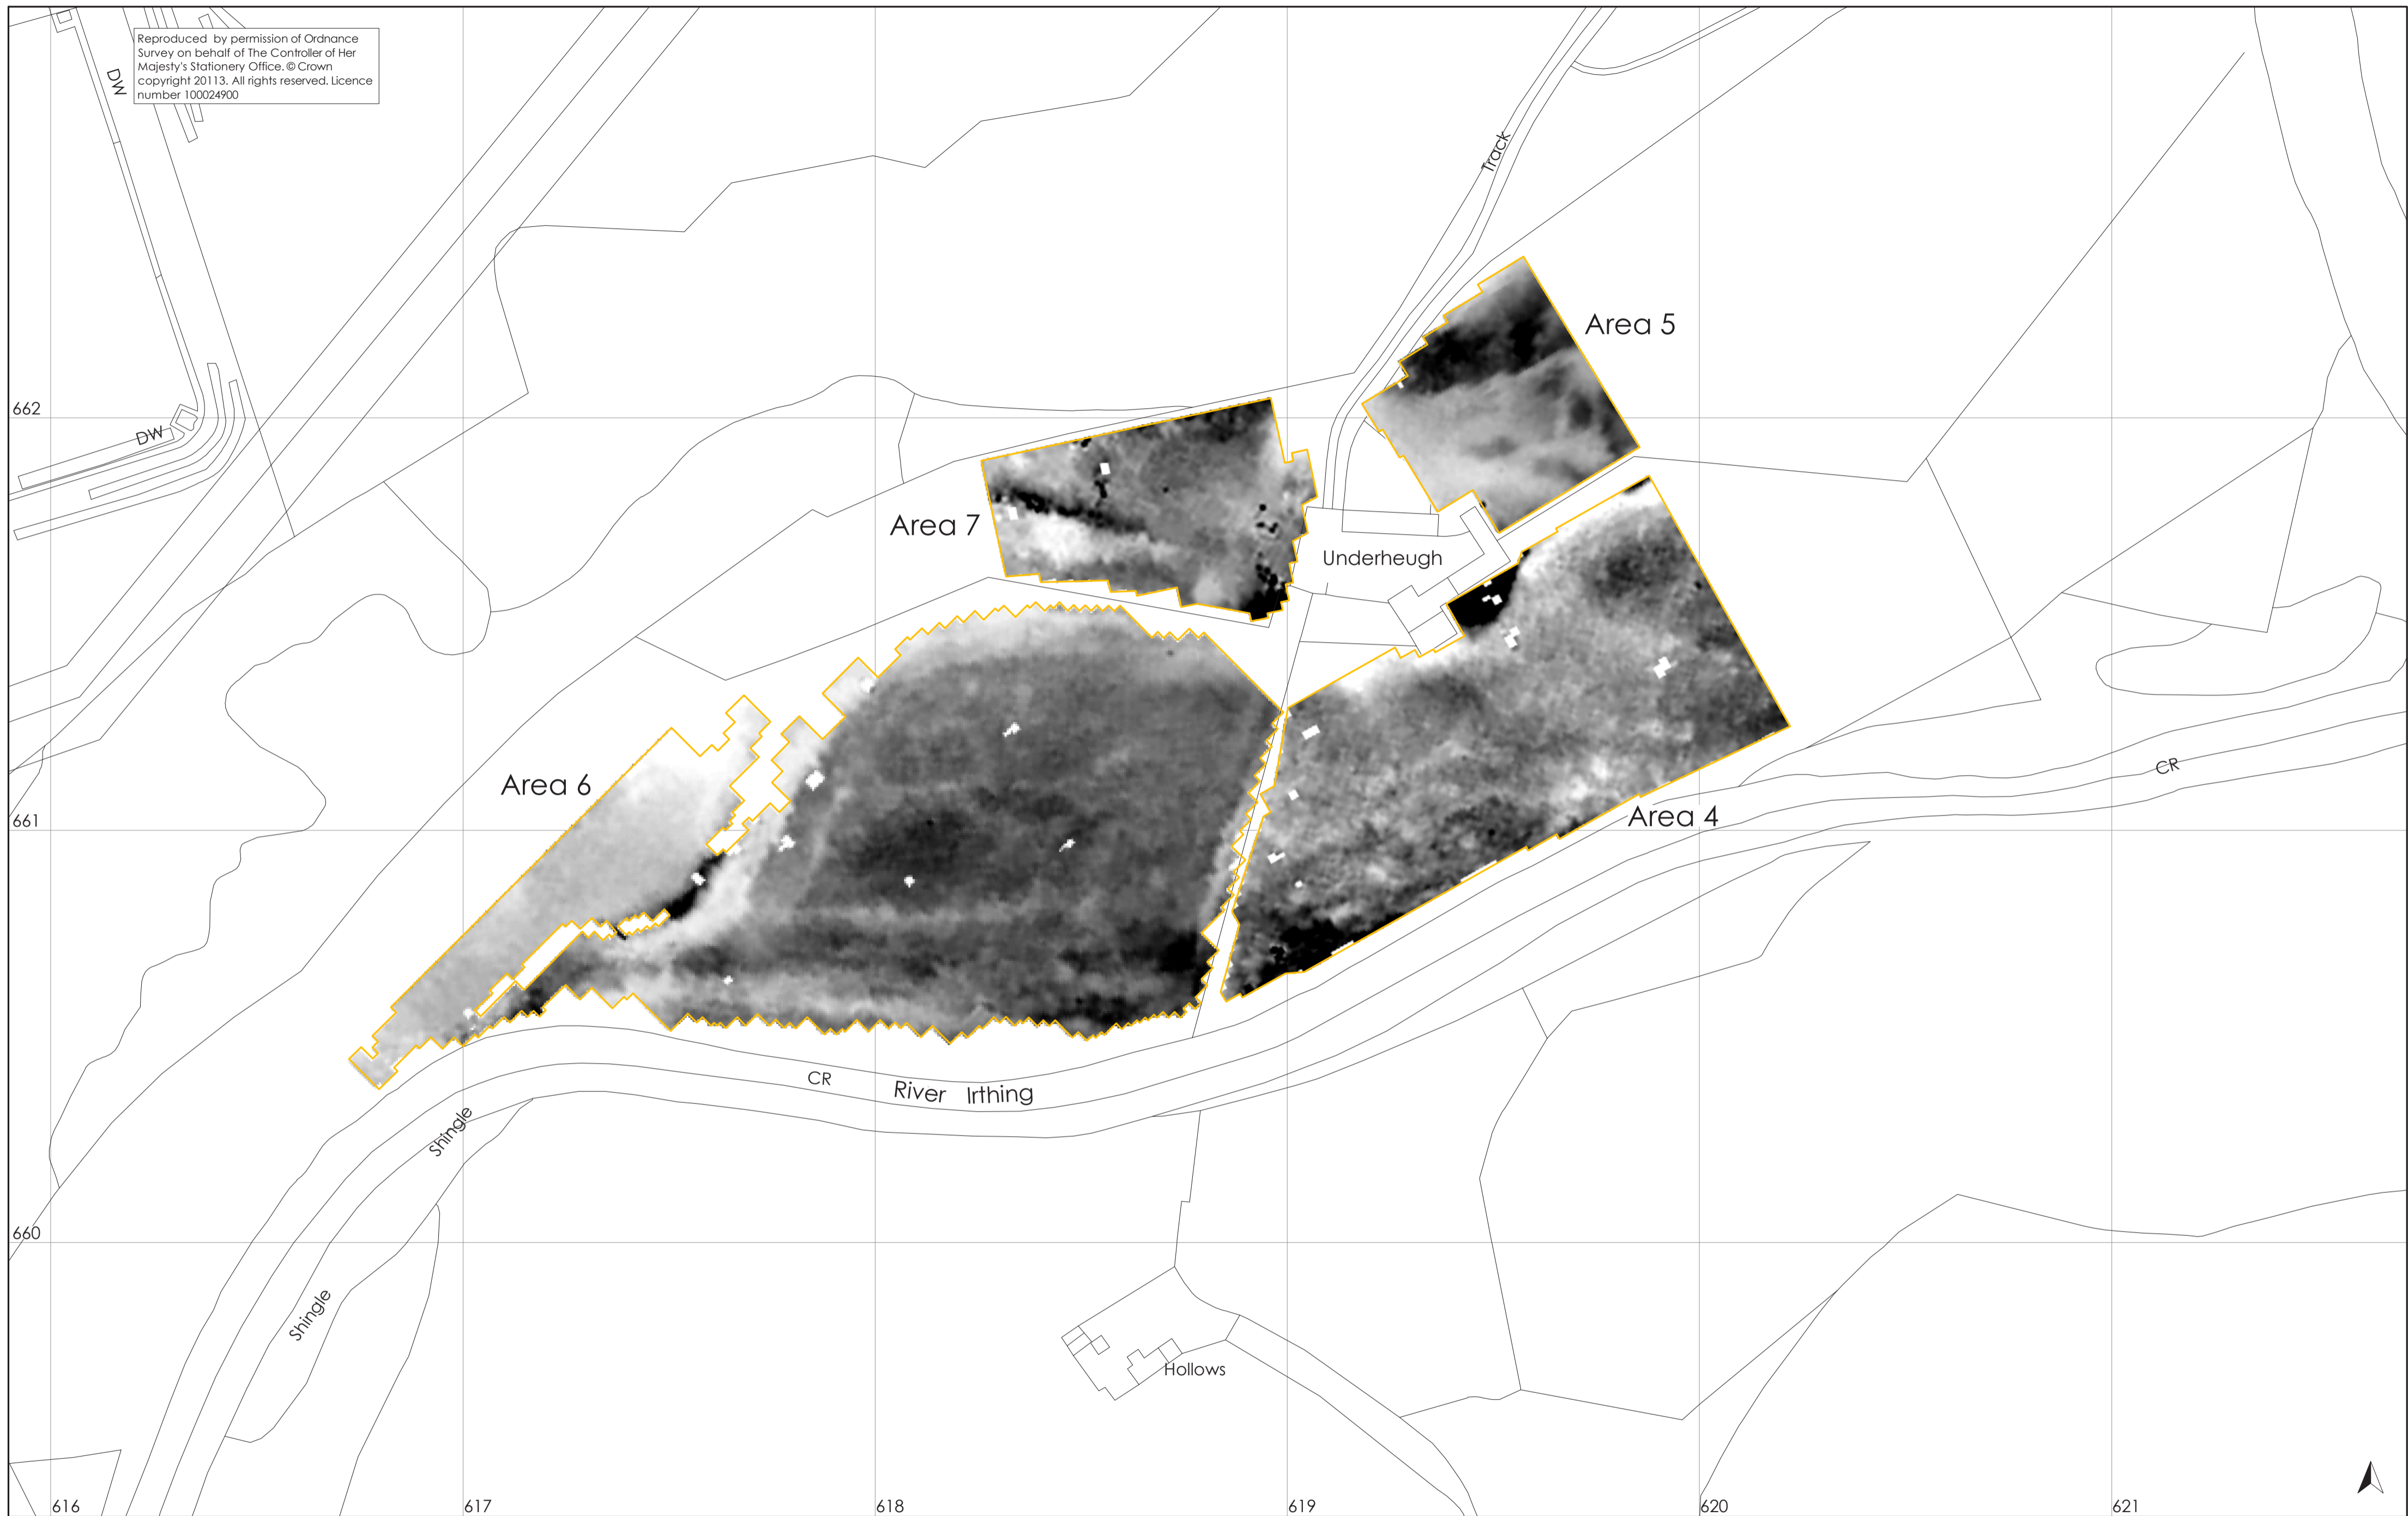 Reproduced by permission of Ordnance
Survey on behalf of The Controller of Her
Majesty's Stationery Office. © Crown
copyright 20113. All rights reserved. Licence
number 100024900
DW
Track
Area 5
662
DW
Area 7
Underheugh
Area 6
CR
661
Area 4
CR
River Irthing
Shingle
660
Shingle
Hollows
616
617
618
619
620
621